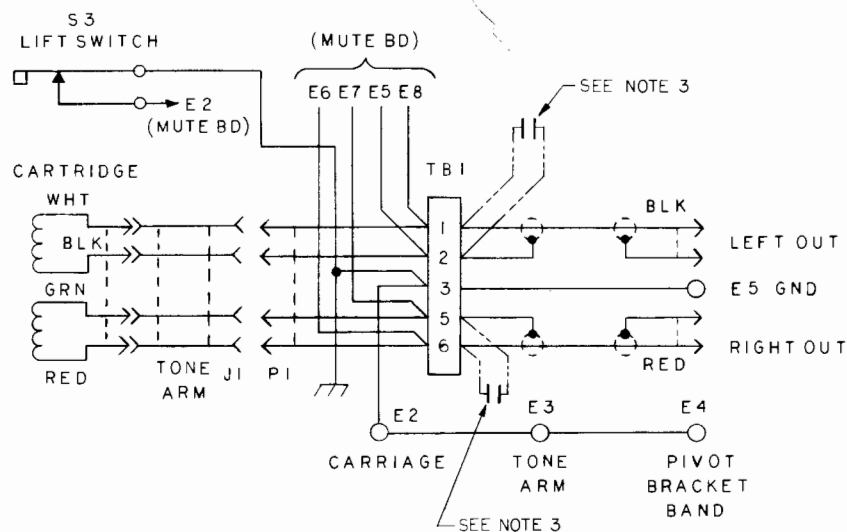 S3
LIFT SWITCH
E2
(MUTE BD)
(MUTE BD)
E6 E7 E5 E8
SEE NOTE 3
TB1
CARTRIDGE
WHT
BLK
GRN
RED
TONE
ARM
J1
P1
1
2
3
5
6
BLK
LEFT OUT
E5 GND
RIGHT OUT
RED
E2
CARRIAGE
E3
TONE
ARM
E4
PIVOT
BRACKET
BAND
SEE NOTE 3